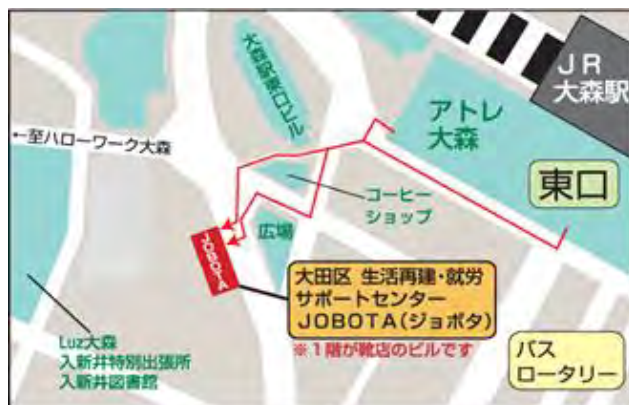 JR
大森駅
大森駅東口ビル
アトレ
大森
←至ハローワーク大森
東口
コーヒー
ショップ
広場
JOBOTA
大田区 生活再建・就労
サポートセンター
JOBOTA(ジョボタ)
※1階が靴店のビルです
Luz大森
入新井特別出張所
入新井図書館
バス
ロータリー